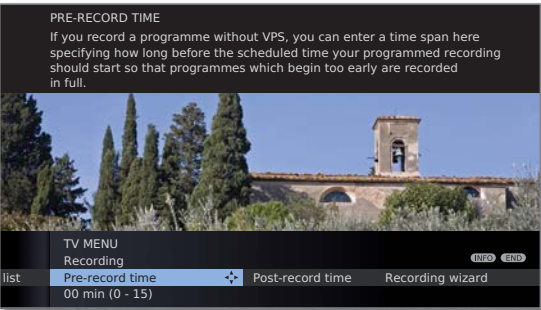 PRE-RECORD TIME
If you record a programme without VPS, you can enter a time span here
specifying how long before the scheduled time your programmed recording
should start so that programmes which begin too early are recorded
in full.
TV MENU
Recording
INFO END
list Pre-record time Post-record time Recording wizard
00 min (0 - 15)